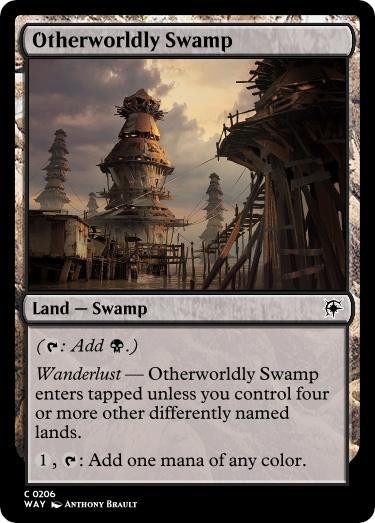 Otherworldly Swamp
Land — Swamp
(: Add .)
Wanderlust — Otherworldly Swamp
enters tapped unless you control four
or more other differently named
lands.
1 , : Add one mana of any color.
C 0206
WAY Anthony Brault